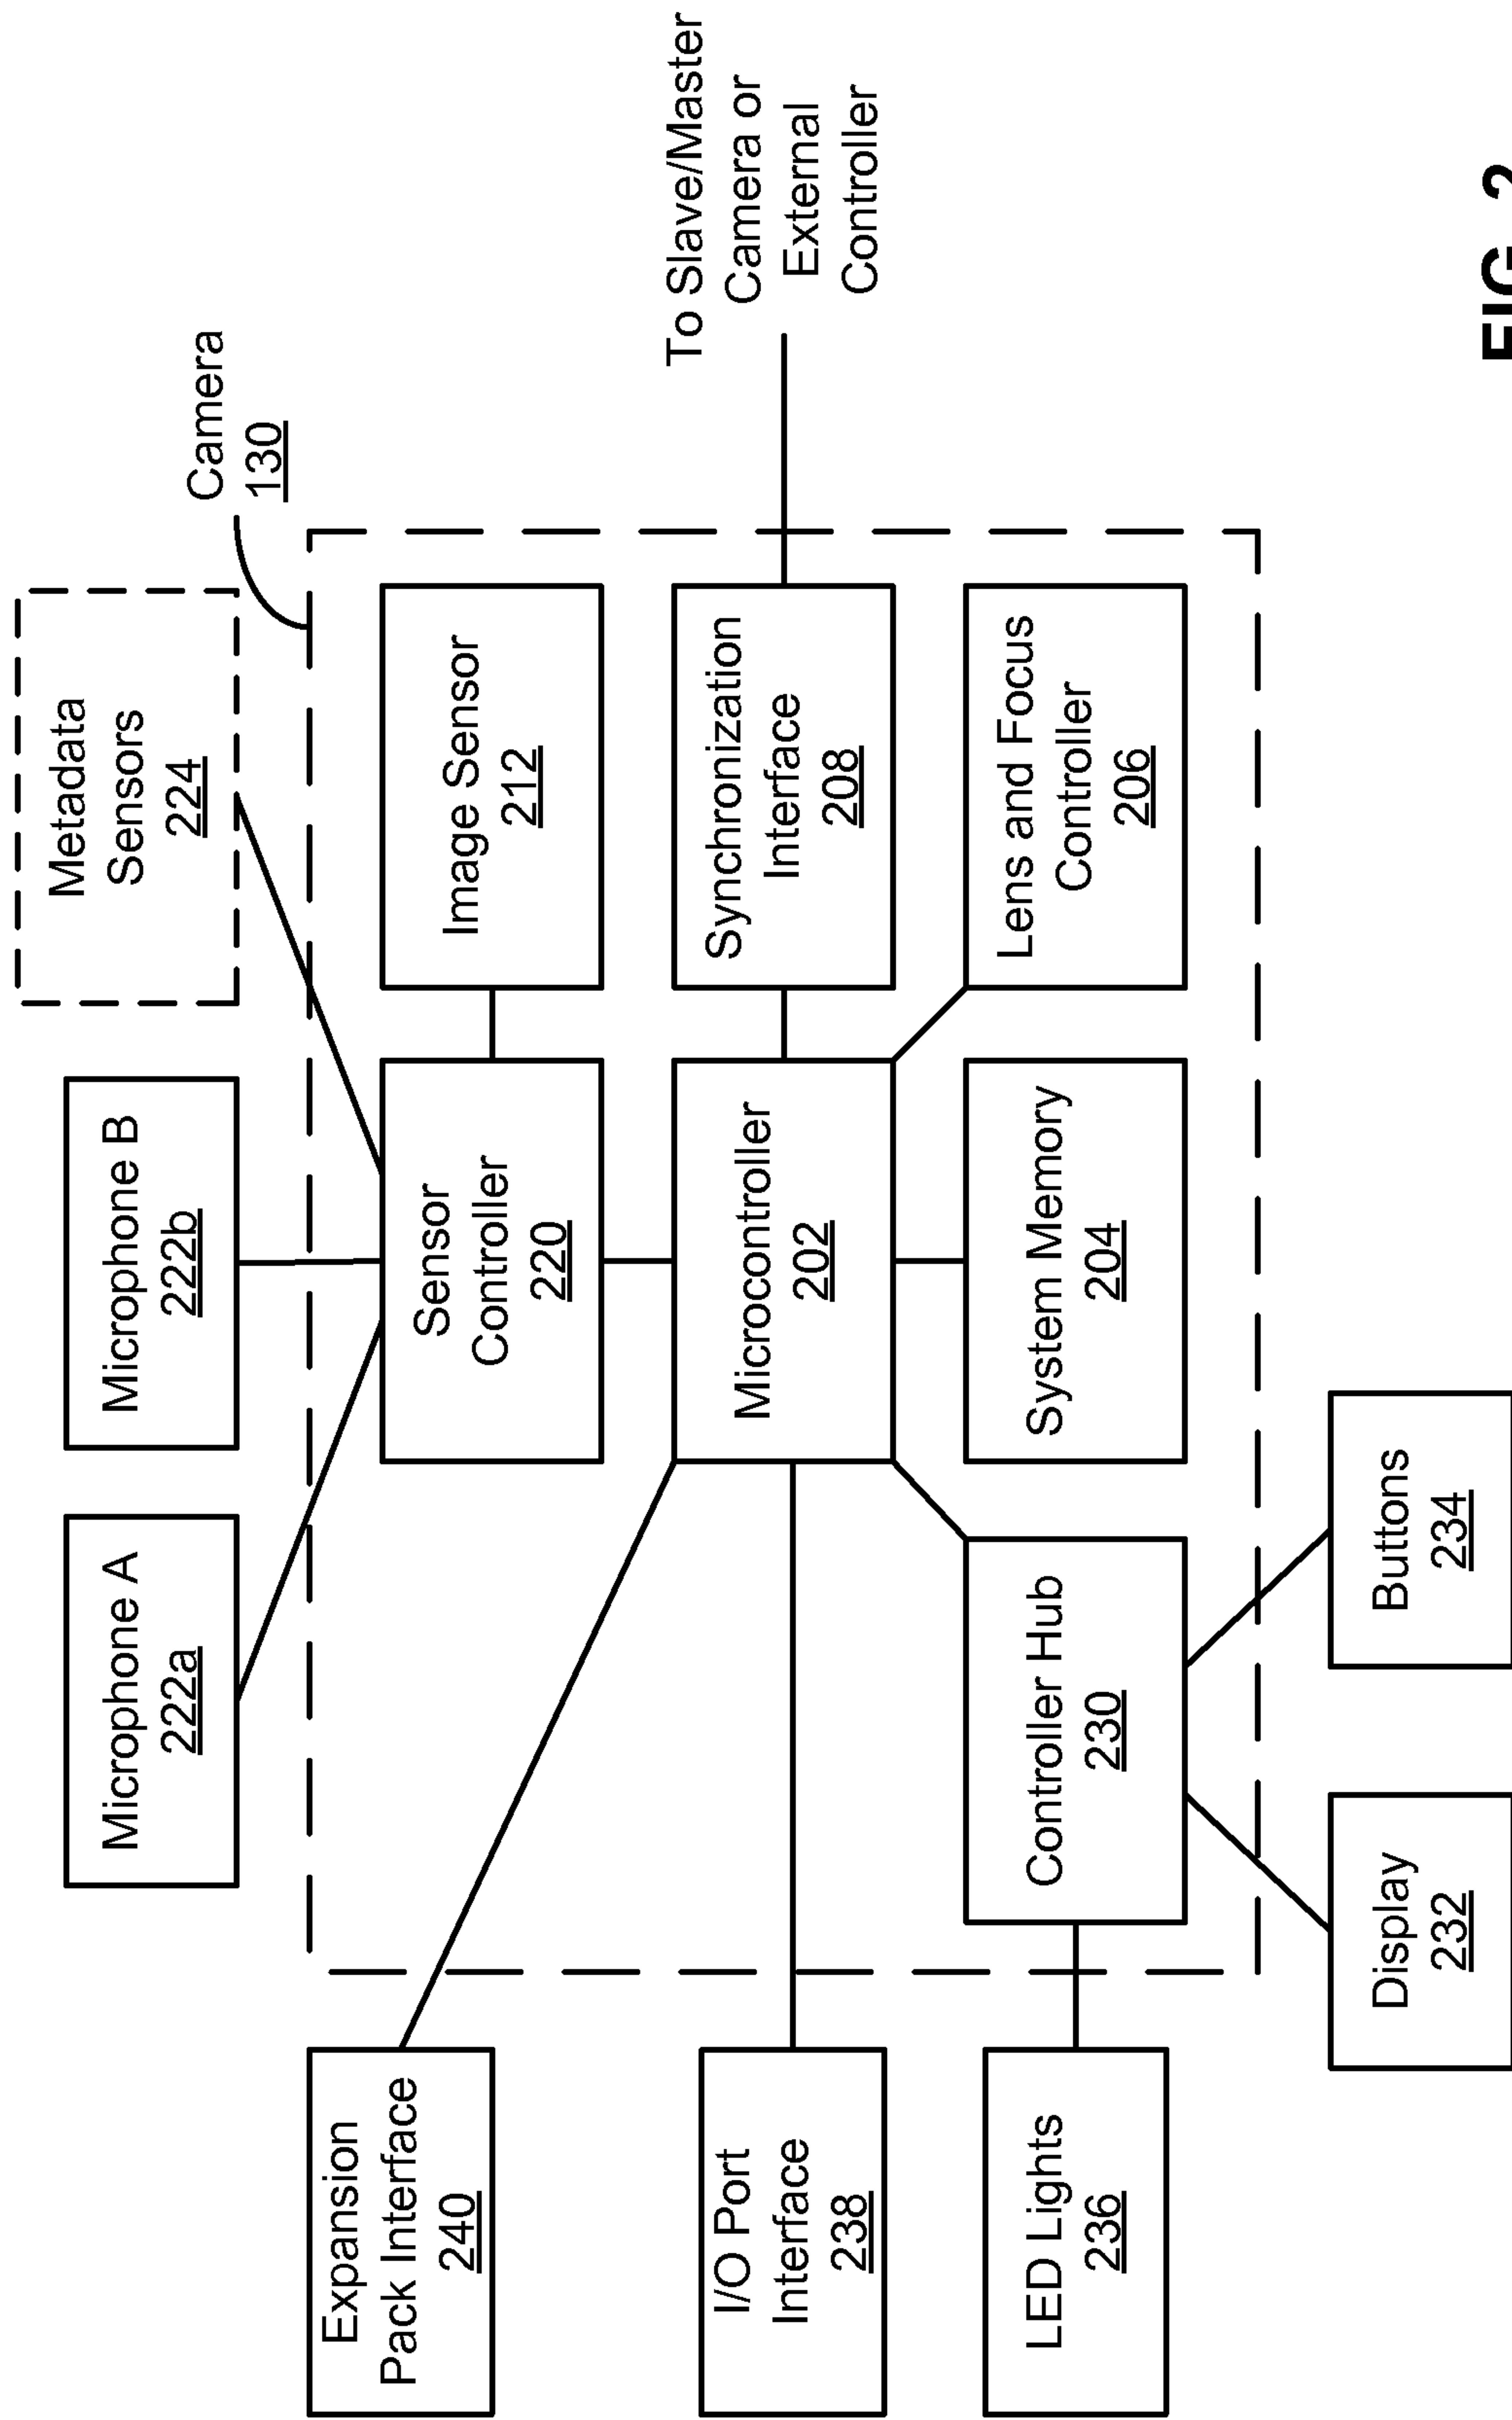 Metadata
Sensors
224
Microphone B
222b
Microphone A
222a
Camera
130
Expansion
Pack Interface
240
Sensor
Controller
220
Image Sensor
212
I/O Port
Interface
238
Microcontroller
202
Synchronization
Interface
208
To Slave/Master
Camera or
External
Controller
LED Lights
236
Controller Hub
230
System Memory
204
Lens and Focus
Controller
206
Display
232
Buttons
234
FIG. 2